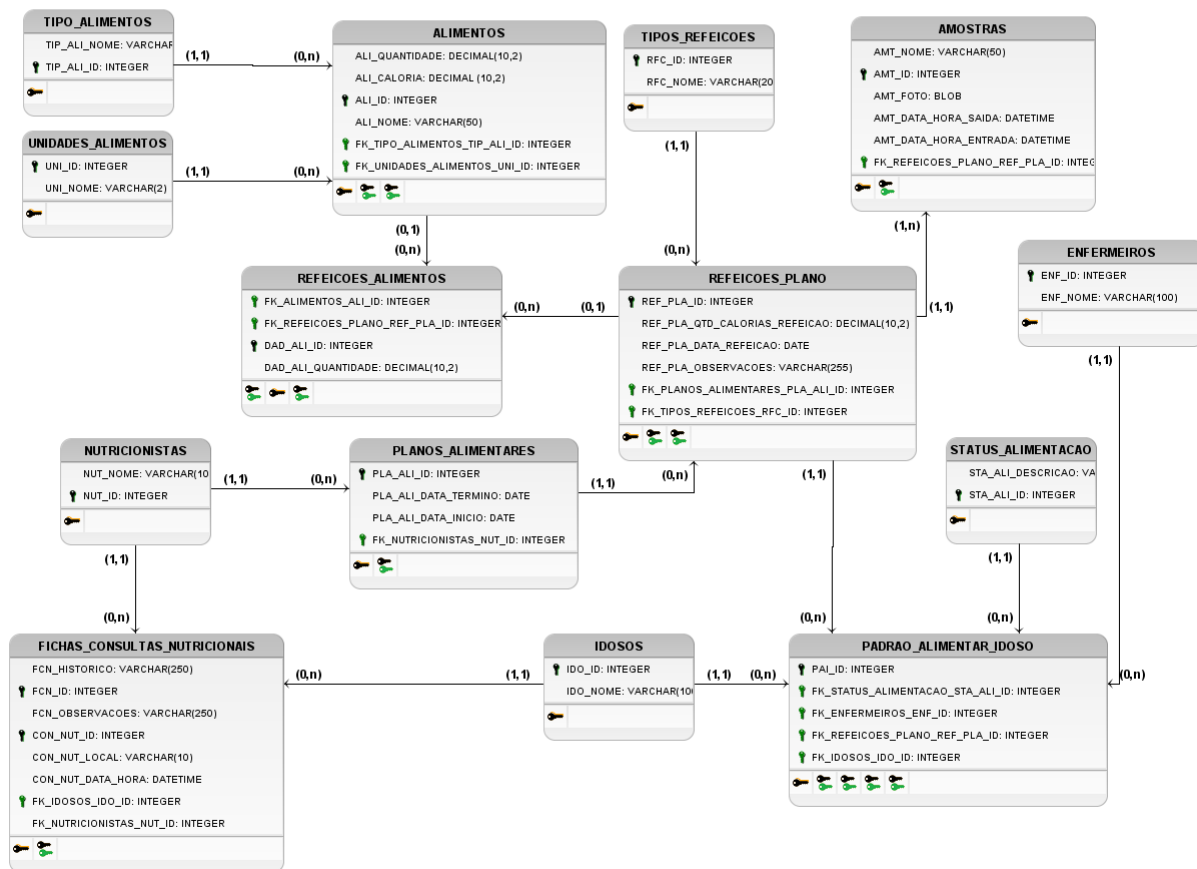 TIPO_ALIMENTOS
TIP_ALI_NOME: VARCHAR
TIP_ALI_ID: INTEGER
(1,1)
(0,n)
ALIMENTOS
ALI_QUANTIDADE: DECIMAL(10,2)
ALI_CALORIA: DECIMAL (10,2)
ALI_ID: INTEGER
ALI_NOME: VARCHAR(50)
FK_TIPO_ALIMENTOS_TIP_ALI_ID: INTEGER
FK_UNIDADES_ALIMENTOS_UNI_ID: INTEGER
TIPOS_REFEICOES
RFC_ID: INTEGER
RFC_NOME: VARCHAR(20
AMOSTRAS
AMT_NOME: VARCHAR(50)
AMT_ID: INTEGER
AMT_FOTO: BLOB
AMT_DATA_HORA_SAIDA: DATETIME
AMT_DATA_HORA_ENTRADA: DATETIME
FK_REFEICOES_PLANO_REF_PLA_ID: INTEG
UNIDADES_ALIMENTOS
UNI_ID: INTEGER
UNI_NOME: VARCHAR(2)
(1,1)
(0,n)
(1,1)
(0,n)
(0,1)
(0,n)
(1,n)
(1,1)
REFEICOES_ALIMENTOS
FK_ALIMENTOS_ALI_ID: INTEGER
FK_REFEICOES_PLANO_REF_PLA_ID: INTEGER
DAD_ALI_ID: INTEGER
DAD_ALI_QUANTIDADE: DECIMAL(10,2)
(0,n)
(0,1)
REFEICOES_PLANO
REF_PLA_ID: INTEGER
REF_PLA_QTD_CALORIAS_REFEICAO: DECIMAL(10,2)
REF_PLA_DATA_REFEICAO: DATE
REF_PLA_OBSERVACOES: VARCHAR(255)
FK_PLANOS_ALIMENTARES_PLA_ALI_ID: INTEGER
FK_TIPOS_REFEICOES_RFC_ID: INTEGER
ENFERMEIROS
ENF_ID: INTEGER
ENF_NOME: VARCHAR(100)
(1,1)
NUTRICIONISTAS
NUT_NOME: VARCHAR(10
NUT_ID: INTEGER
(1,1)
(0,n)
PLANOS_ALIMENTARES
PLA_ALI_ID: INTEGER
PLA_ALI_DATA_TERMINO: DATE
PLA_ALI_DATA_INICIO: DATE
FK_NUTRICIONISTAS_NUT_ID: INTEGER
(1,1)
(0,n)
(1,1)
STATUS_ALIMENTACAO
STA_ALI_DESCRICAO: VA
STA_ALI_ID: INTEGER
(1,1)
(1,1)
(0,n)
(0,n)
(0,n)
FICHAS_CONSULTAS_NUTRICIONAIS
FCN_HISTORICO: VARCHAR(250)
FCN_ID: INTEGER
FCN_OBSERVACOES: VARCHAR(250)
CON_NUT_ID: INTEGER
CON_NUT_LOCAL: VARCHAR(10)
CON_NUT_DATA_HORA: DATETIME
FK_IDOSOS_IDO_ID: INTEGER
FK_NUTRICIONISTAS_NUT_ID: INTEGER
(0,n)
(1,1)
IDOSOS
IDO_ID: INTEGER
IDO_NOME: VARCHAR(10
(1,1)
(0,n)
PADRAO_ALIMENTAR_IDOSO
PAI_ID: INTEGER
FK_STATUS_ALIMENTACAO_STA_ALI_ID: INTEGER
FK_ENFERMEIROS_ENF_ID: INTEGER
FK_REFEICOES_PLANO_REF_PLA_ID: INTEGER
FK_IDOSOS_IDO_ID: INTEGER
(0,n)